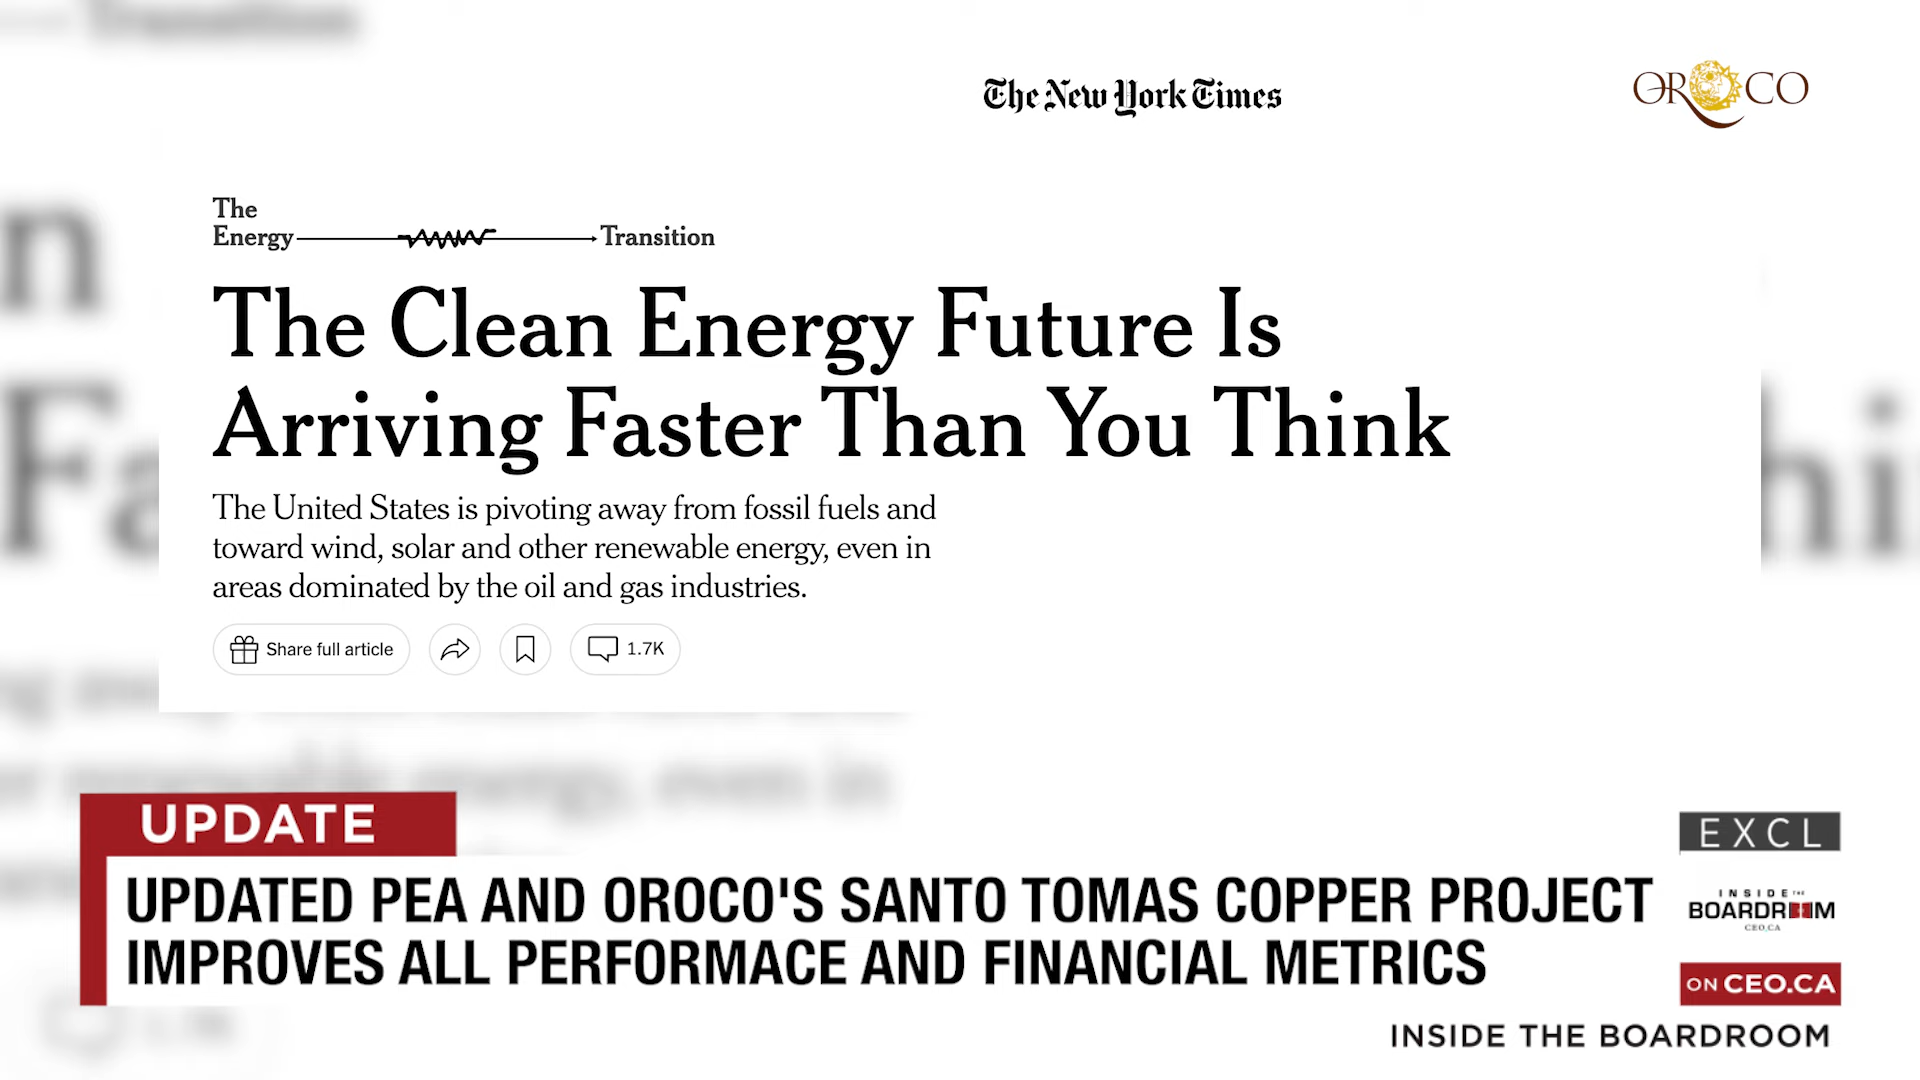 The New York Times
OROCO
The
Energy Transition
The Clean Energy Future Is
Arriving Faster Than You Think
The United States is pivoting away from fossil fuels and
toward wind, solar and other renewable energy, even in
areas dominated by the oil and gas industries.
Share full article
1.7K
UPDATE
UPDATED PEA AND OROCO'S SANTO TOMAS COPPER PROJECT
IMPROVES ALL PERFORMACE AND FINANCIAL METRICS
EXCL
INSIDE THE
BOARDROOM
CEO.CA
ON CEO.CA
INSIDE THE BOARDROOM